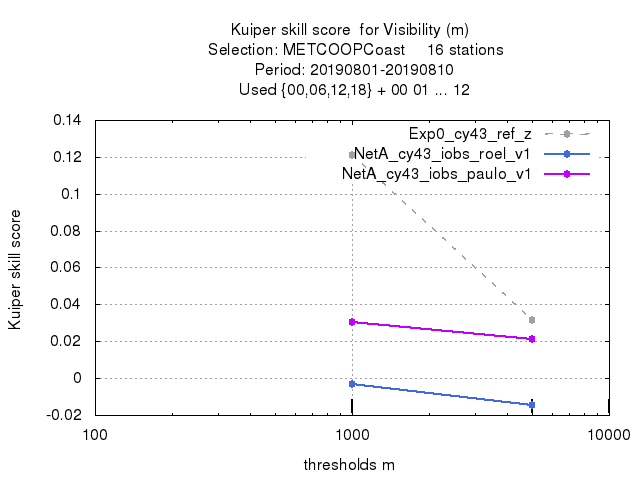 Kuiper skill score  for Visibility (m)
Selection: METCOOPCoast     16 stations
Period: 20190801-20190810
Used {00,06,12,18} + 00 01 ... 12
0.14
0.12
0.1
0.08
0.06
0.04
0.02
0
-0.02
Kuiper skill score
Exp0_cy43_ref_z
NetA_cy43_iobs_roel_v1
NetA_cy43_iobs_paulo_v1
100 1000 10000
thresholds m